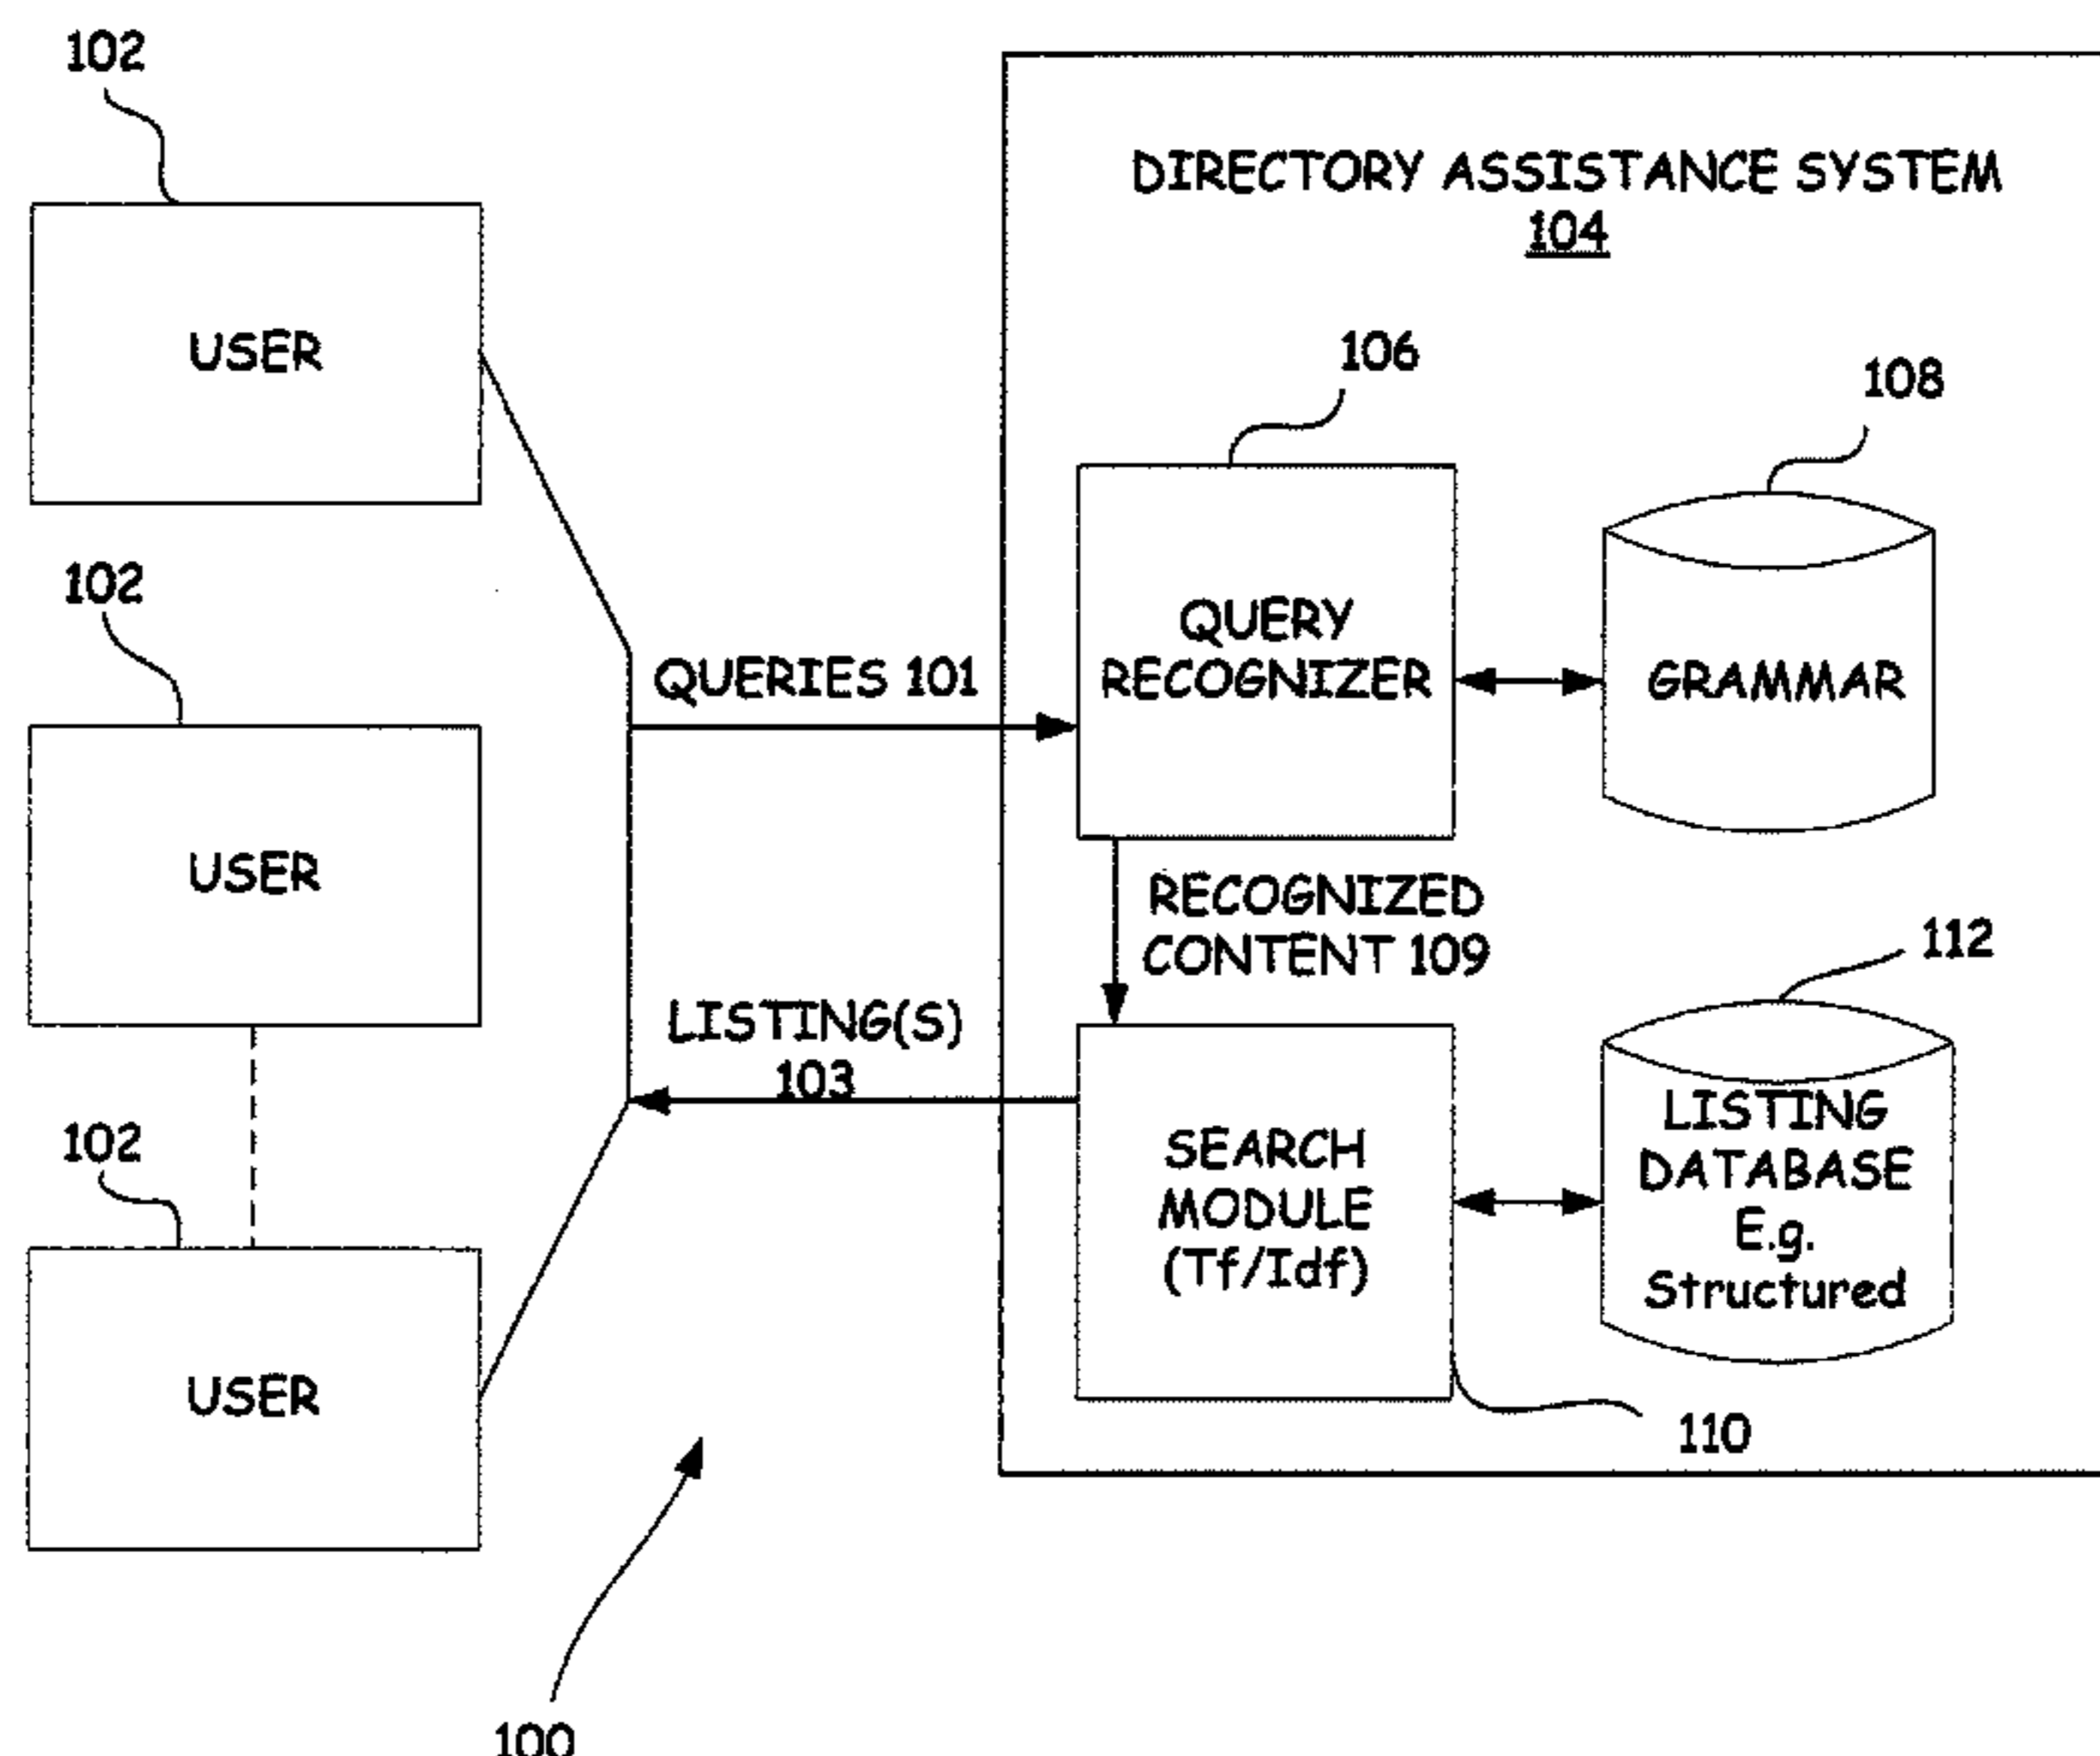 102
USER
102
USER
102
USER
QUERIES 101
LISTING(S)
103
100
DIRECTORY ASSISTANCE SYSTEM
104
106
QUERY
RECOGNIZER
108
GRAMMAR
RECOGNIZED
CONTENT 109
112
SEARCH
MODULE
(Tf/Idf)
LISTING
DATABASE
E.g.
Structured
110